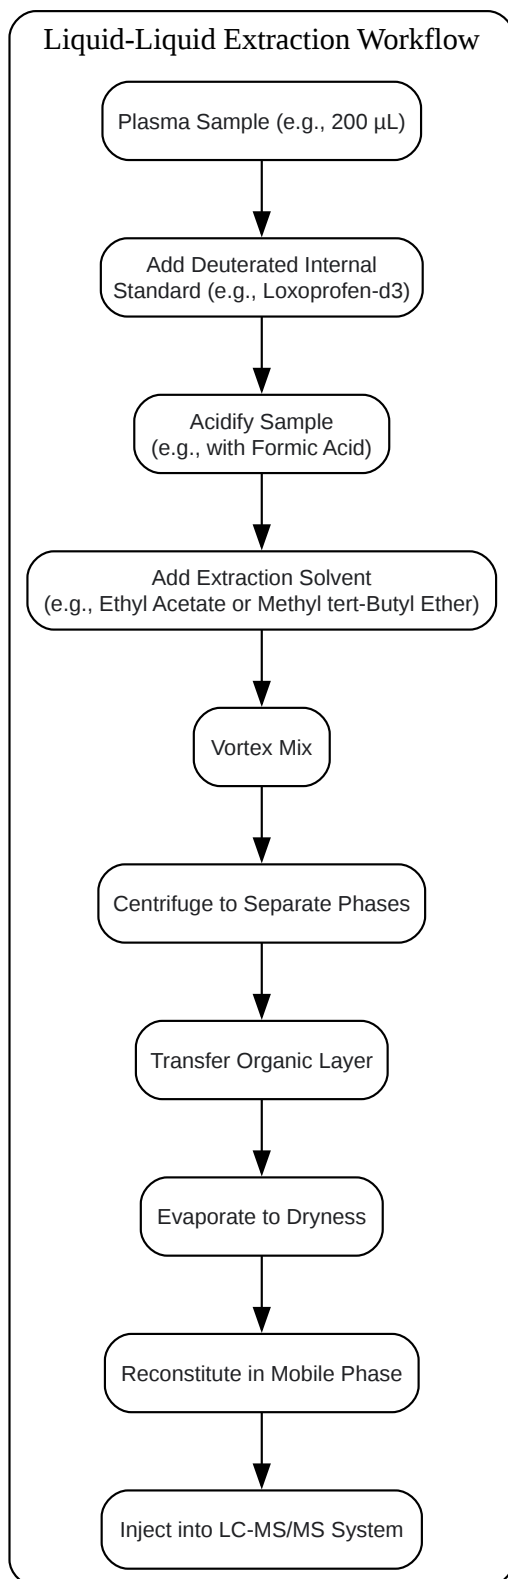 Liquid-Liquid Extraction Workflow
Plasma Sample (e.g., 200 µL)
Add Deuterated Internal
Standard (e.g., Loxoprofen-d3)
Acidify Sample
(e.g., with Formic Acid)
Add Extraction Solvent
(e.g., Ethyl Acetate or Methyl tert-Butyl Ether)
Vortex Mix
Centrifuge to Separate Phases
Transfer Organic Layer
Evaporate to Dryness
Reconstitute in Mobile Phase
Inject into LC-MS/MS System